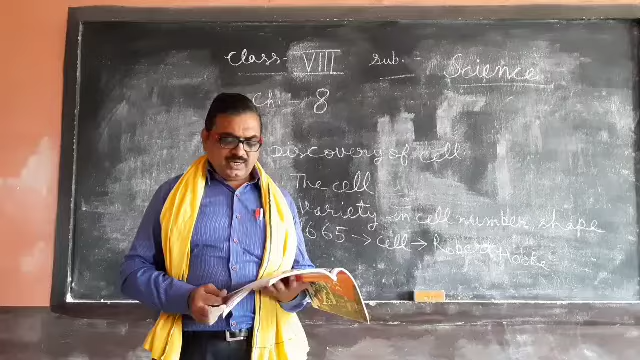 Class- VIII Sub.- Science
Ch:- 8
Discovery of cell
The cell
Variety in cell number, shape
1665 → Cell → Robert Hooke